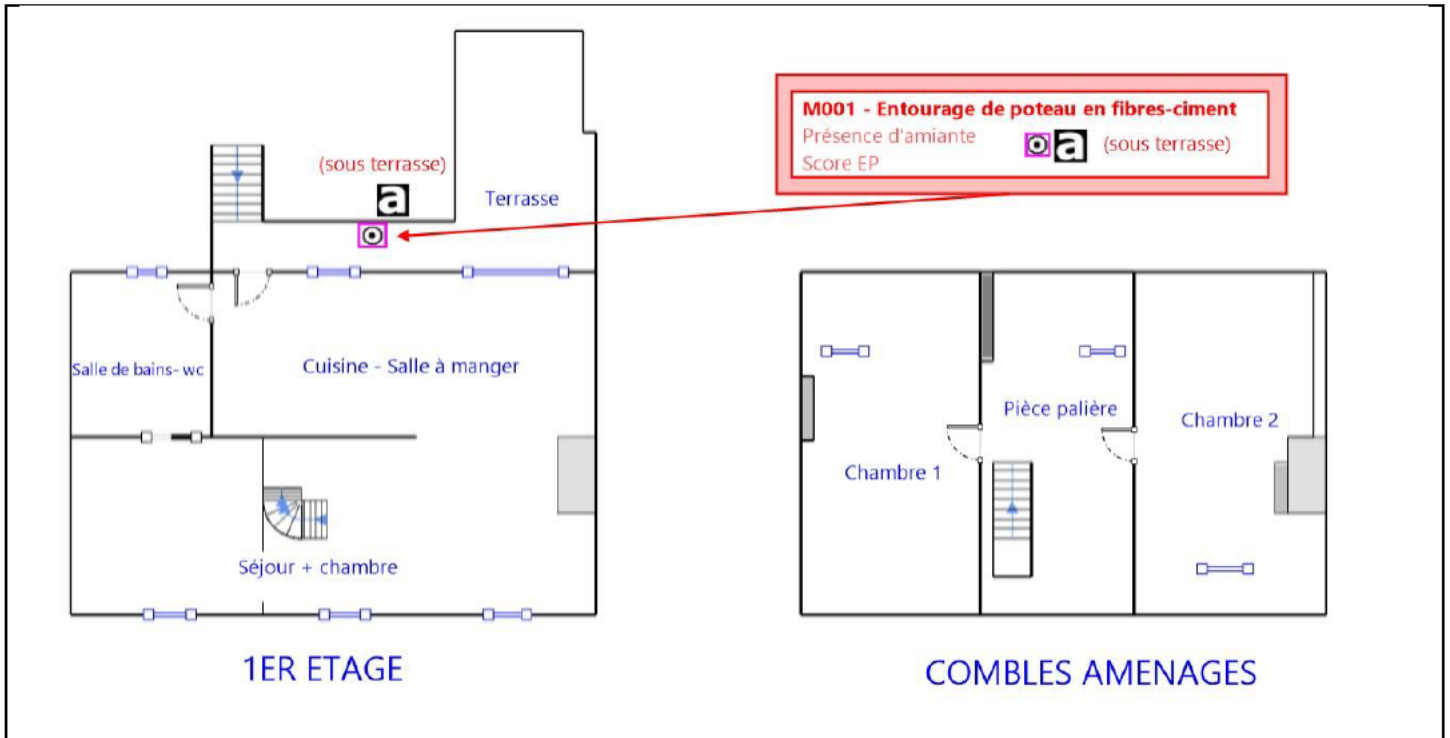 M001 - Entourage de poteau en fibres-ciment
Présence d'amiante
a (sous terrasse)
Score EP
(sous terrasse)
a
Terrasse
Salle de bains- wc
Cuisine - Salle à manger
Séjour + chambre
Pièce palière
Chambre 2
Chambre 1
1ER ETAGE
COMBLES AMENAGES